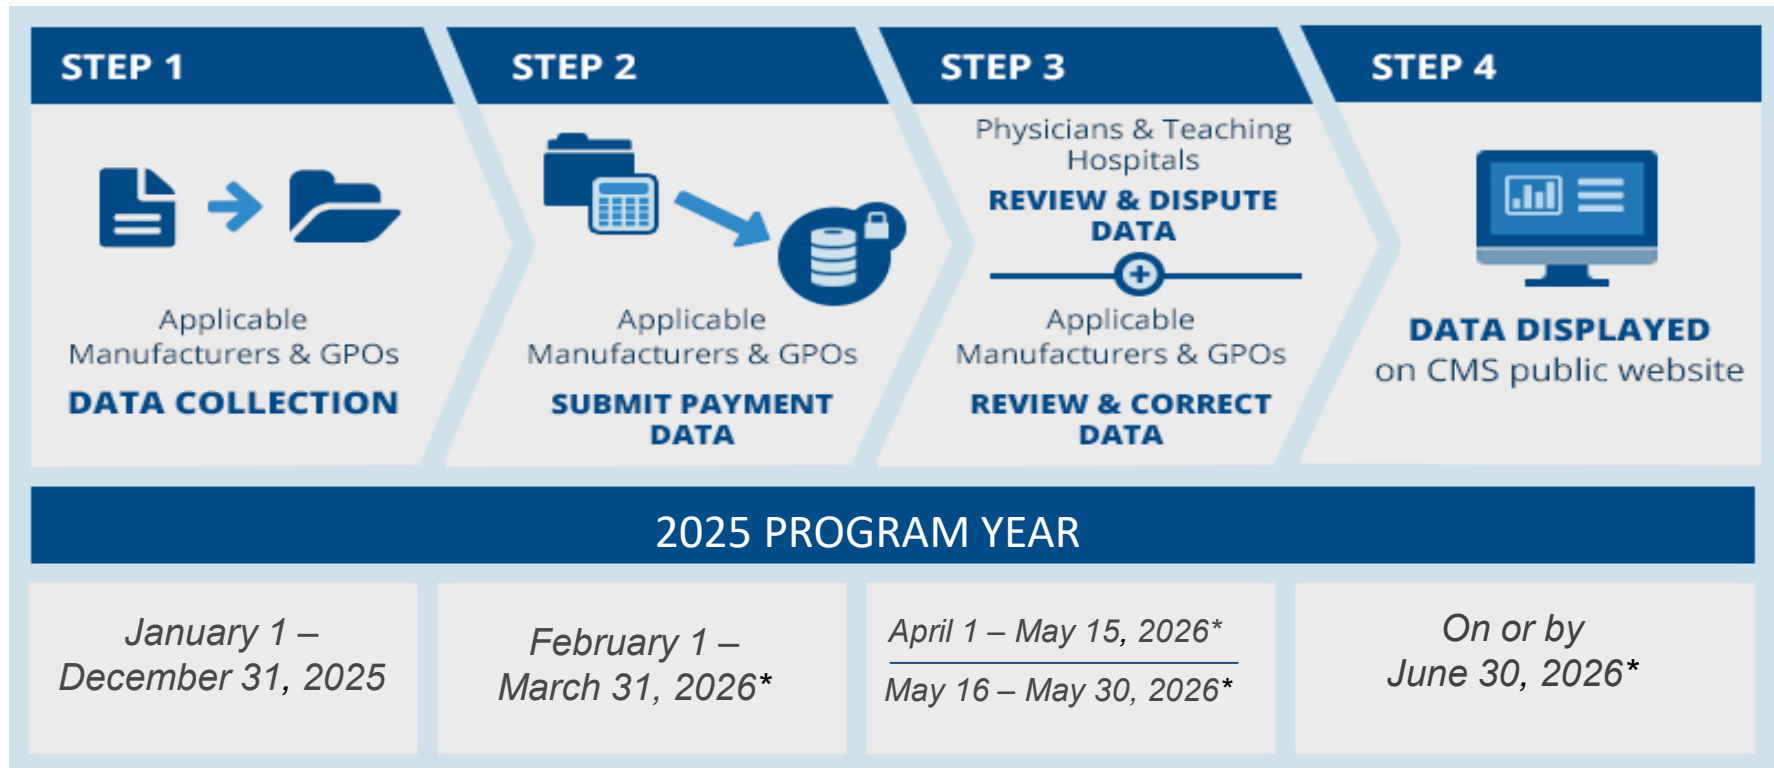 STEP 1
Applicable
Manufacturers & GPOs
DATA COLLECTION
STEP 2
Applicable
Manufacturers & GPOs
SUBMIT PAYMENT
DATA
STEP 3
Physicians & Teaching
Hospitals
REVIEW & DISPUTE
DATA
Applicable
Manufacturers & GPOs
REVIEW & CORRECT
DATA
STEP 4
DATA DISPLAYED
on CMS public website
2025 PROGRAM YEAR
January 1 –
December 31, 2025
February 1 –
March 31, 2026*
April 1 – May 15, 2026*
May 16 – May 30, 2026*
On or by
June 30, 2026*